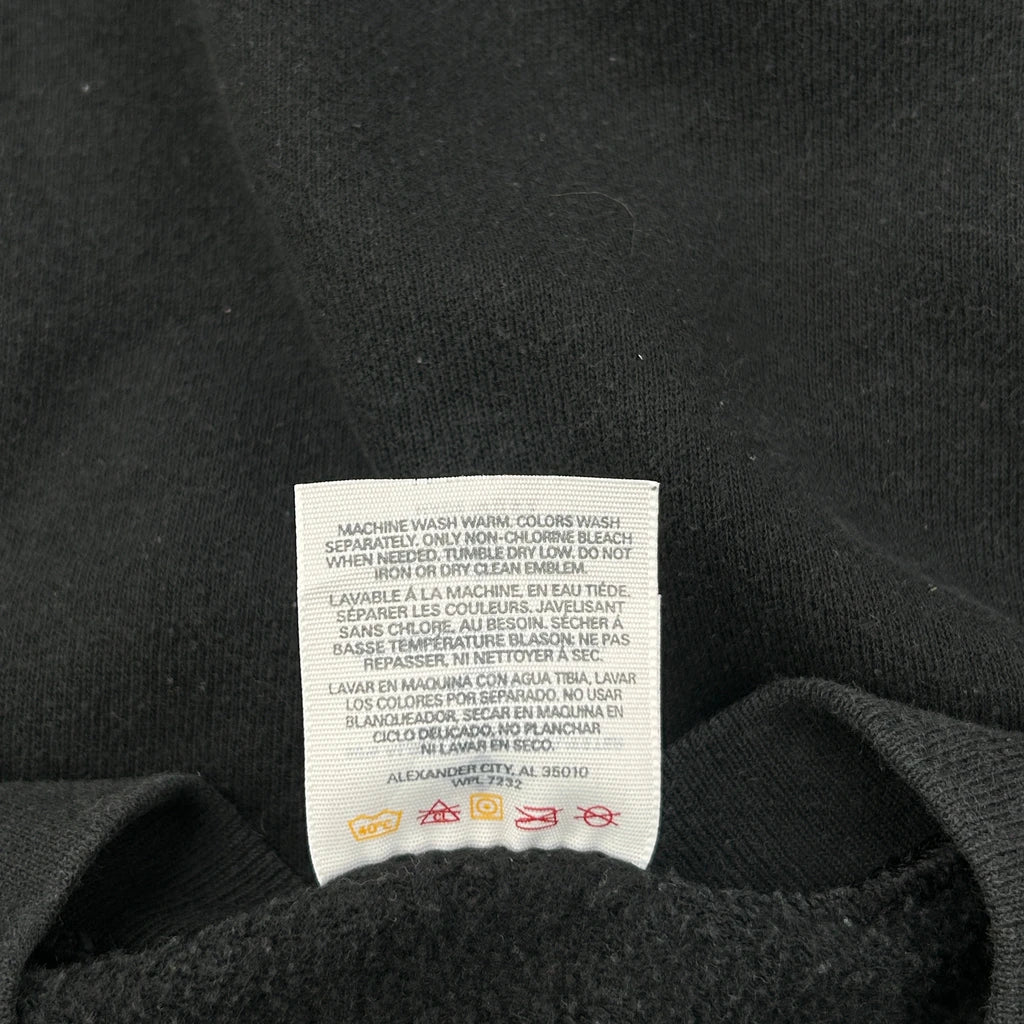 MACHINE WASH WARM. COLORS WASH
SEPARATELY. ONLY NON-CHLORINE BLEACH
WHEN NEEDED. TUMBLE DRY LOW. DO NOT
IRON OR DRY CLEAN EMBLEM.
LAVABLE Á LA MACHINE, EN EAU TIÉDE.
SÉPARER LES COULEURS. JAVELISANT
SANS CHLORE, AU BESOIN. SÉCHER Á
BASSE TEMPÉRATURE BLASON: NE PAS
REPASSER, NI NETTOYER Á SEC.
LAVAR EN MAQUINA CON AGUA TIBIA, LAVAR
LOS COLORES POR SEPARADO. NO USAR
BLANQUEADOR, SECAR EN MAQUINA EN
CICLO DELICADO, NO PLANCHAR
NI LAVAR EN SECO.
ALEXANDER CITY, AL 35010
WPL 7232
40°C CL